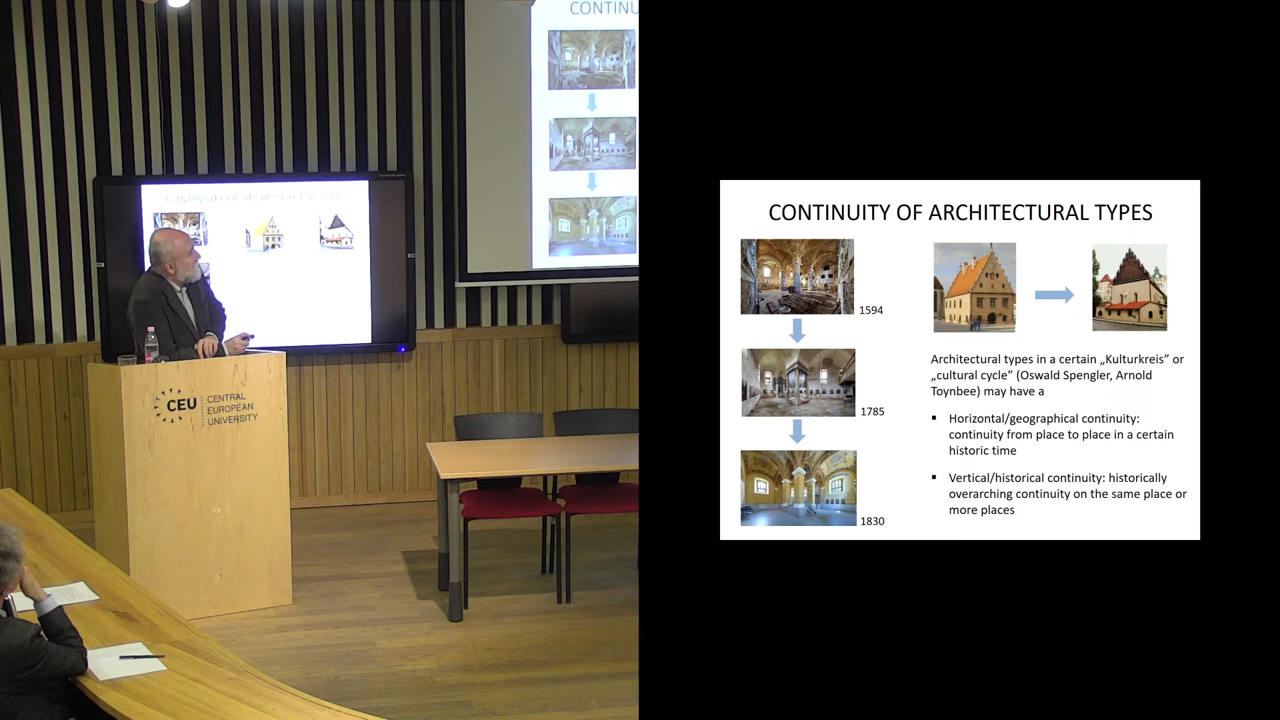 CONTINU
CEU
CENTRAL
EUROPEAN
UNIVERSITY
CONTINUITY OF ARCHITECTURAL TYPES
1594
1785
1830
Architectural types in a certain „Kulturkreis” or
„cultural cycle” (Oswald Spengler, Arnold
Toynbee) may have a
▪ Horizontal/geographical continuity:
continuity from place to place in a certain
historic time
▪ Vertical/historical continuity: historically
overarching continuity on the same place or
more places